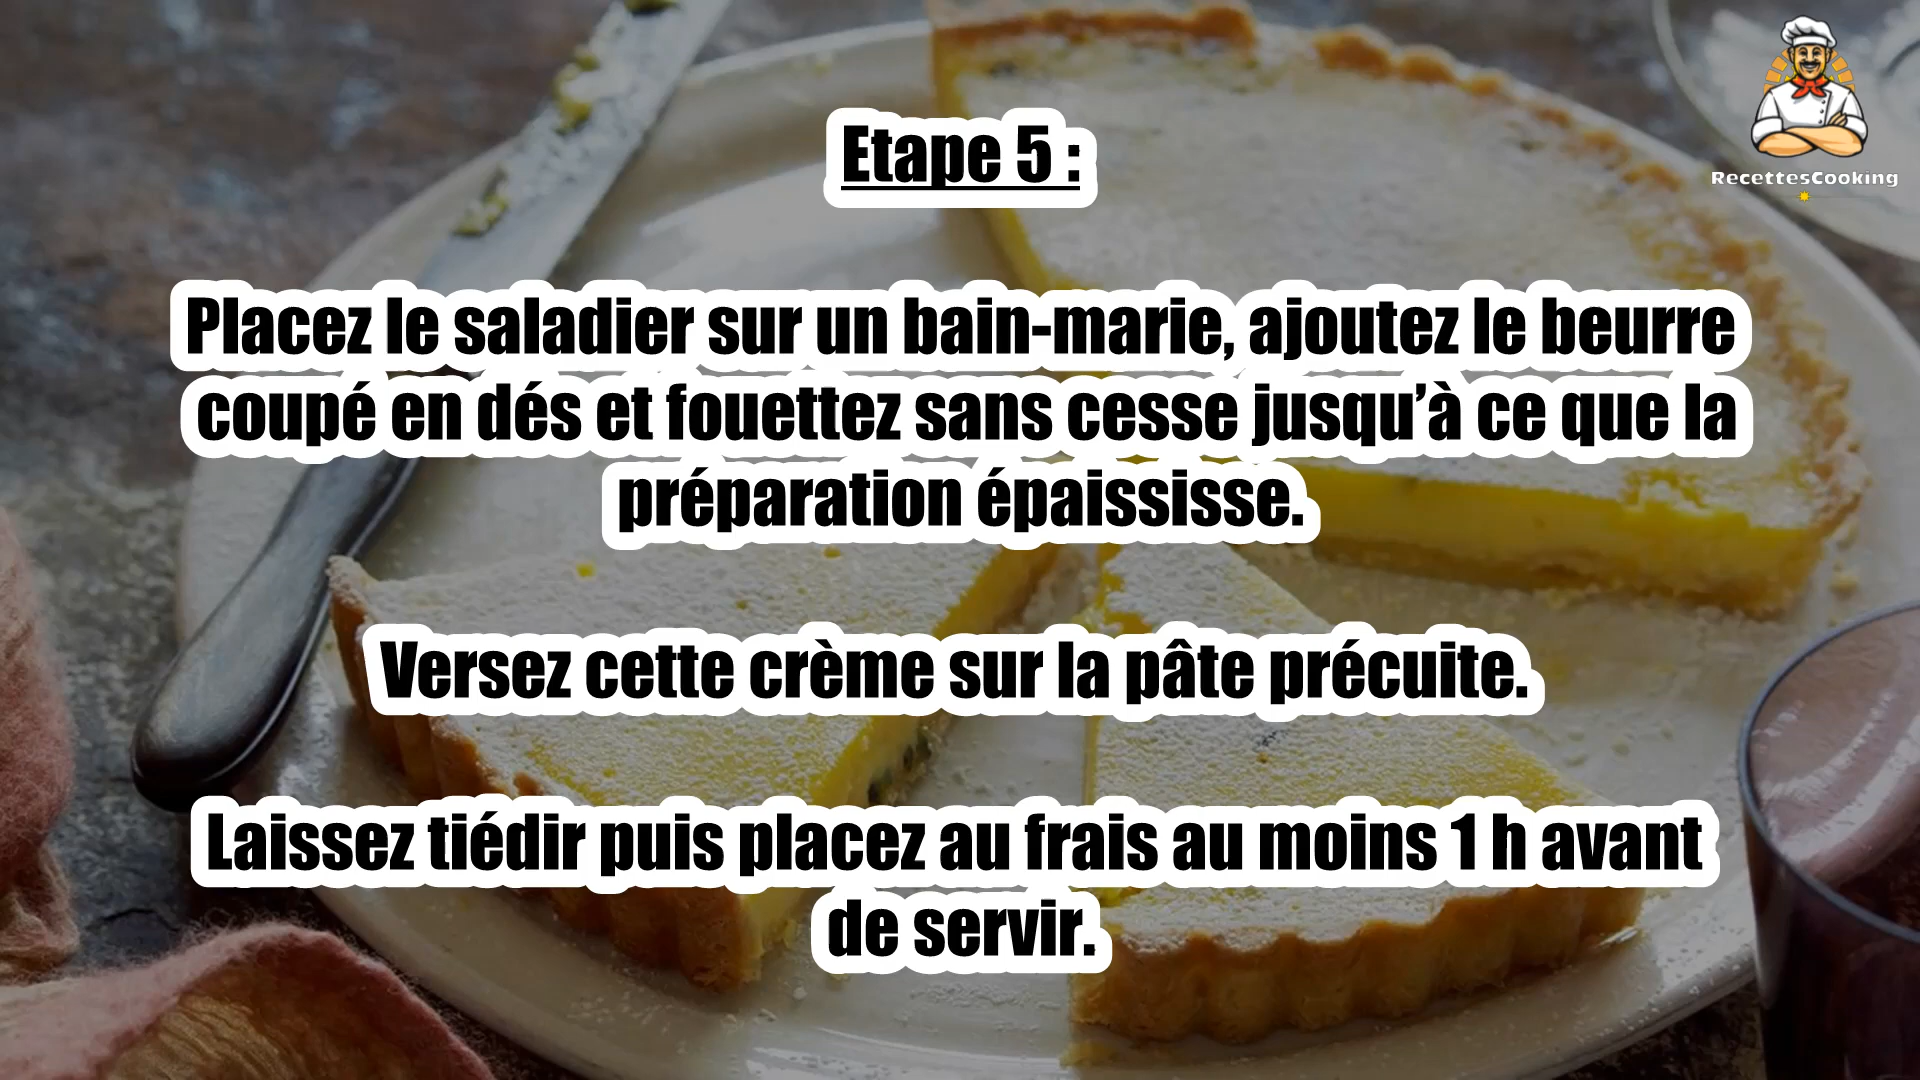 RecettesCooking
Etape 5 :
Placez le saladier sur un bain-marie, ajoutez le beurre
coupé en dés et fouettez sans cesse jusqu’à ce que la
préparation épaississe.
Versez cette crème sur la pâte précuite.
Laissez tiédir puis placez au frais au moins 1 h avant
de servir.